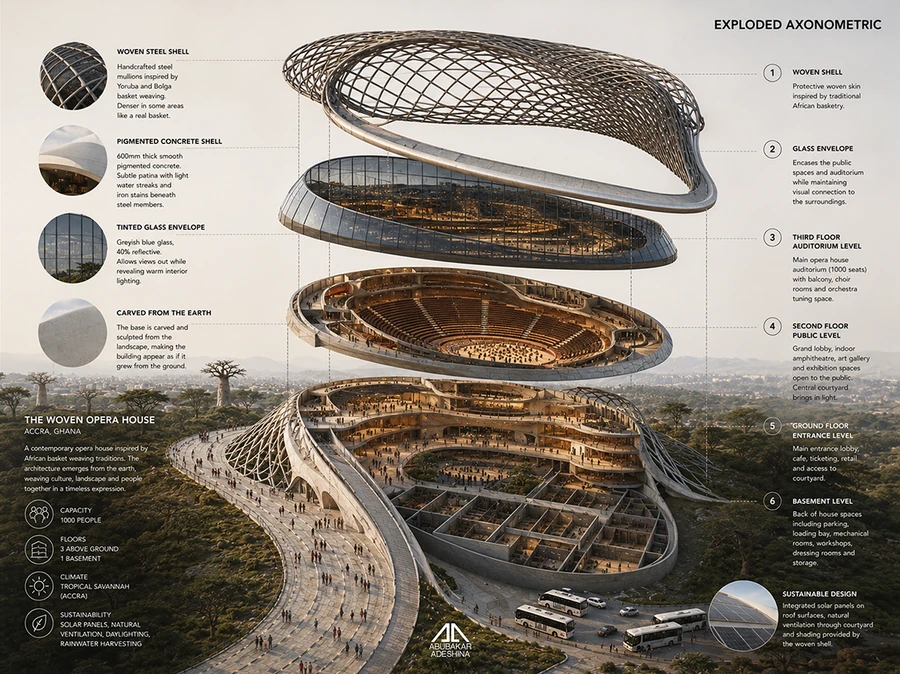 EXPLODED AXONOMETRIC
WOVEN STEEL SHELL
Handcrafted steel
mullions inspired by
Yoruba and Bolga
basket weaving.
Denser in some areas
like a real basket.
PIGMENTED CONCRETE SHELL
600mm thick smooth
pigmented concrete.
Subtle patina with light
water streaks and
iron stains beneath
steel members.
TINTED GLASS ENVELOPE
Greyish blue glass,
40% reflective.
Allows views out while
revealing warm interior
lighting.
CARVED FROM THE EARTH
The base is carved and
sculpted from the
landscape, making the
building appear as if it
grew from the ground.
THE WOVEN OPERA HOUSE
ACCRA, GHANA
A contemporary opera house inspired by
African basket weaving traditions. The
architecture emerges from the earth,
weaving culture, landscape and people
together in a timeless expression.
CAPACITY
1000 PEOPLE
FLOORS
3 ABOVE GROUND
1 BASEMENT
CLIMATE
TROPICAL SAVANNAH
(ACCRA)
SUSTAINABILITY
SOLAR PANELS, NATURAL
VENTILATION, DAYLIGHTING,
RAINWATER HARVESTING
1
WOVEN SHELL
Protective woven skin
inspired by traditional
African basketry.
2
GLASS ENVELOPE
Encases the public
spaces and auditorium
while maintaining
visual connection to
the surroundings.
3
THIRD FLOOR
AUDITORIUM LEVEL
Main opera house
auditorium (1000 seats)
with balcony, choir
rooms and orchestra
tuning space.
4
SECOND FLOOR
PUBLIC LEVEL
Grand lobby, indoor
amphitheatre, art gallery
and exhibition spaces
open to the public.
Central courtyard
brings in light.
5
GROUND FLOOR
ENTRANCE LEVEL
Main entrance lobby,
cafe, ticketing, retail
and access to
courtyard.
6
BASEMENT LEVEL
Back of house spaces
including parking,
loading bay, mechanical
rooms, workshops,
dressing rooms and
storage.
SUSTAINABLE DESIGN
Integrated solar panels on
roof surfaces, natural
ventilation through courtyard
and shading provided by
the woven shell.
ABUBAKAR
ADESHINA